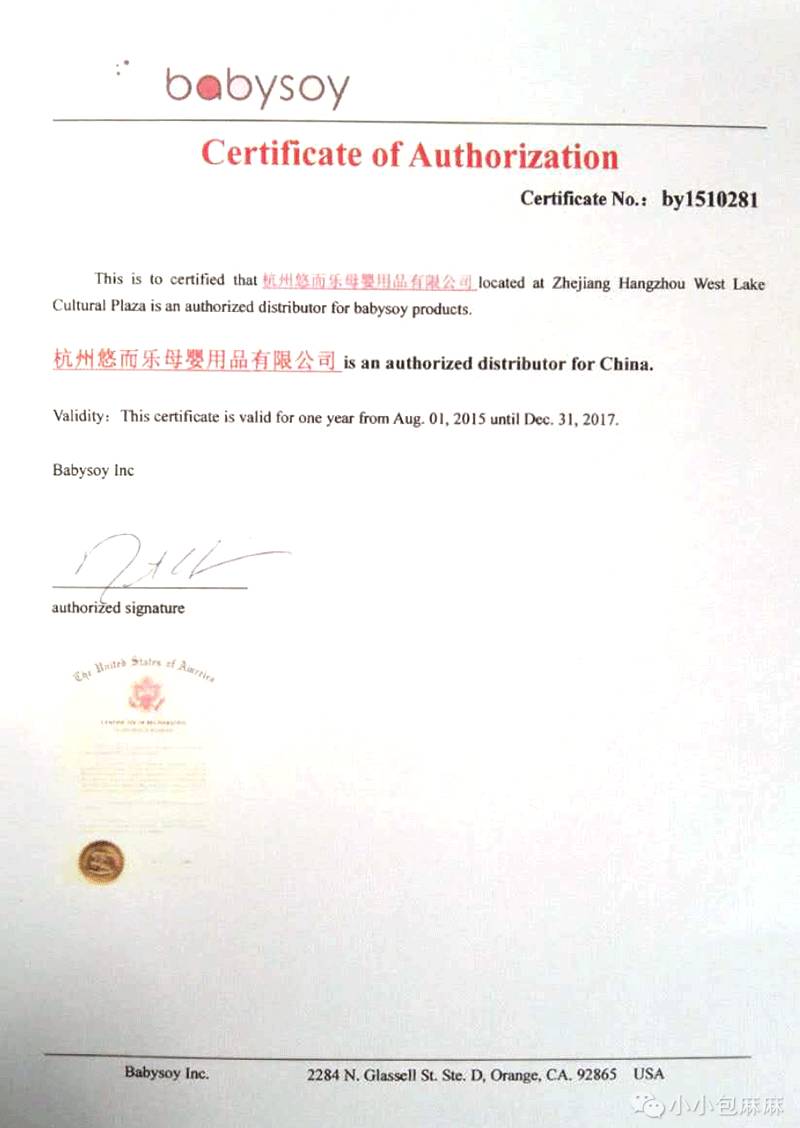 babysoy
Certificate of Authorization
Certificate No.: by1510281
This is to certified that 杭州悠而乐母婴用品有限公司 located at Zhejiang Hangzhou West Lake
Cultural Plaza is an authorized distributor for babysoy products.
杭州悠而乐母婴用品有限公司 is an authorized distributor for China.
Validity: This certificate is valid for one year from Aug. 01, 2015 until Dec. 31, 2017.
Babysoy Inc
authorized signature
The United States of America
Babysoy Inc. 2284 N. Glassell St. Ste. D, Orange, CA. 92865 USA
小小包麻麻